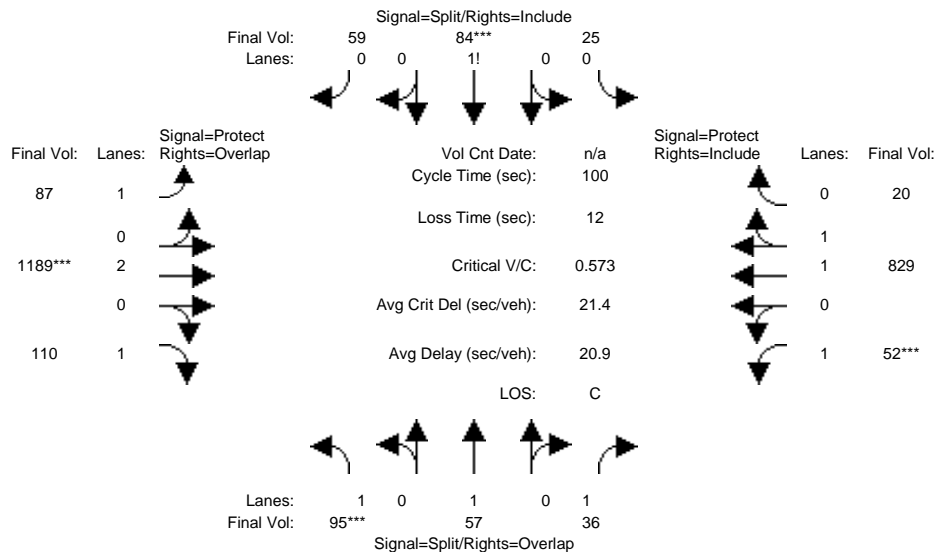 Signal=Split/Rights=Include
Final Vol: 59 84*** 25
Lanes: 0 0 1! 0 0
Signal=Protect Signal=Protect
Final Vol: Lanes: Rights=Overlap Vol Cnt Date: n/a Rights=Include Lanes: Final Vol:
Cycle Time (sec): 100
87 1 0 20
Loss Time (sec): 12
0 1
1189*** 2 Critical V/C: 0.573 1 829
0 Avg Crit Del (sec/veh): 21.4 0
110 1 Avg Delay (sec/veh): 20.9 1 52***
LOS: C
Lanes: 1 0 1 0 1
Final Vol: 95*** 57 36
Signal=Split/Rights=Overlap